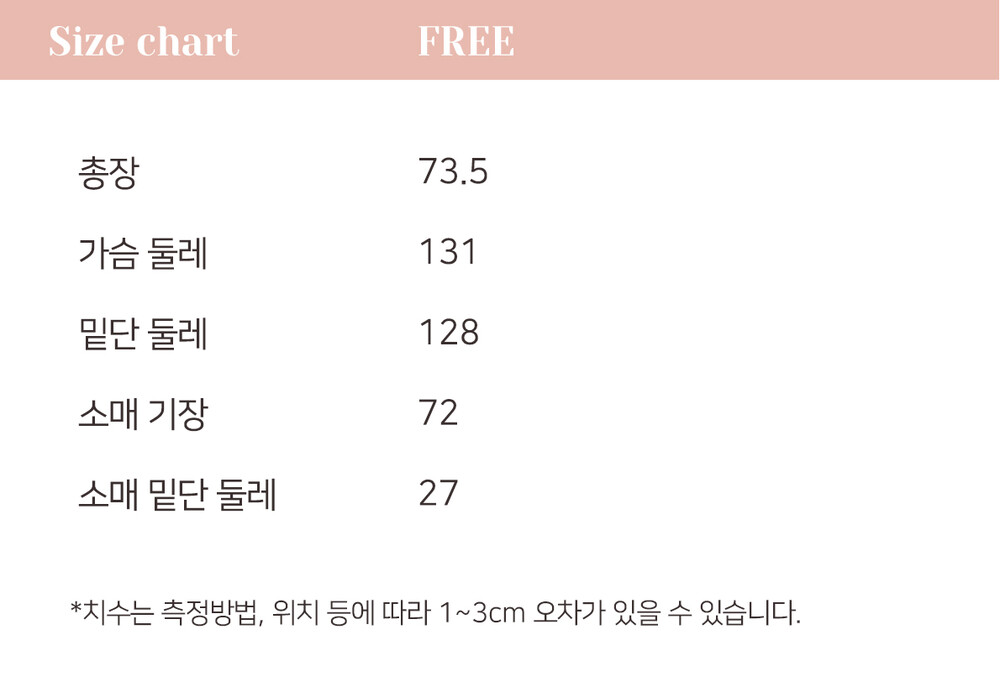 Size chart FREE
총장 73.5
가슴 둘레 131
밑단 둘레 128
소매 기장 72
소매 밑단 둘레 27
*치수는 측정방법, 위치 등에 따라 1~3cm 오차가 있을 수 있습니다.